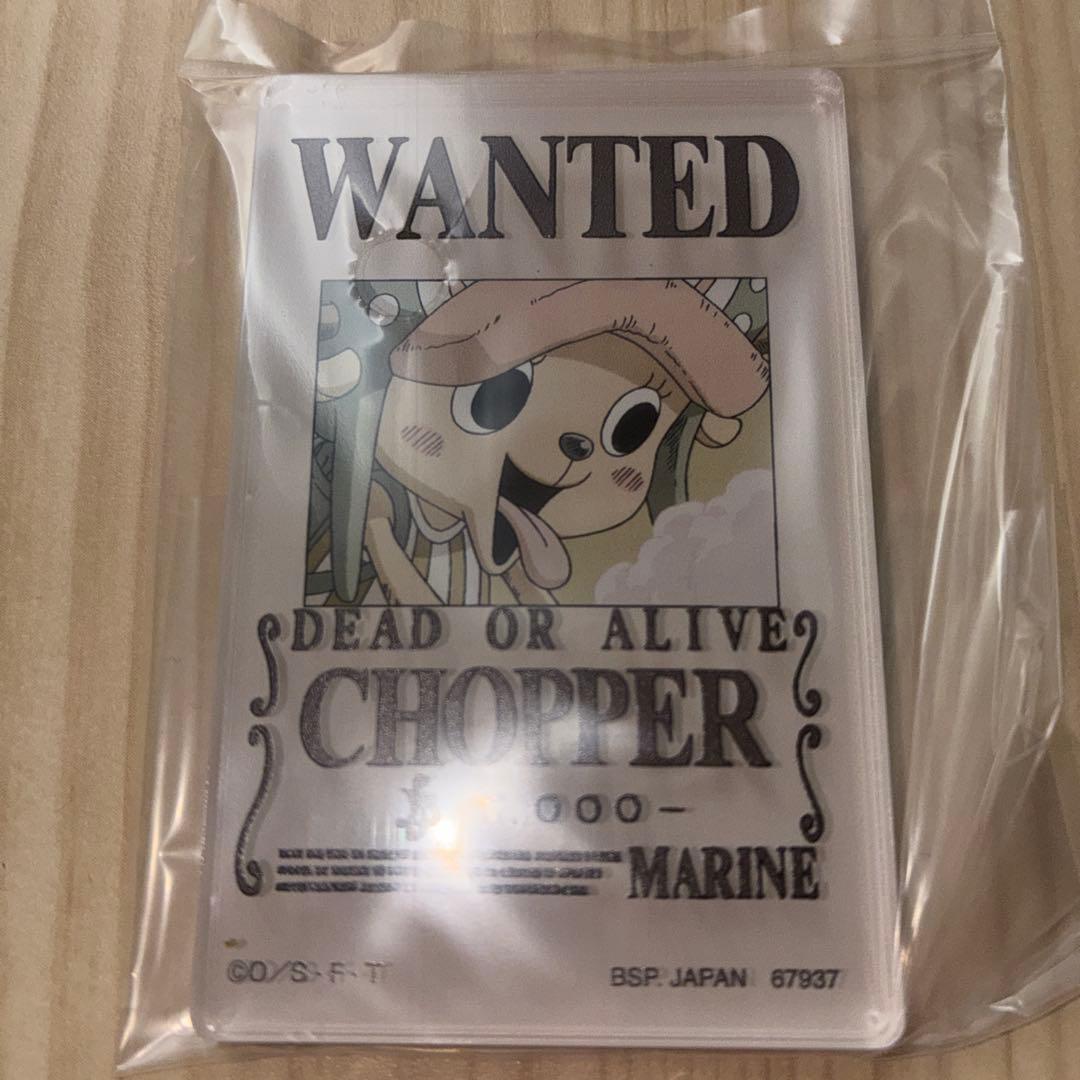 WANTED
DEAD OR ALIVE
CHOPPER
000-
MARINE
©O/S・F・T
BSP. JAPAN 67937